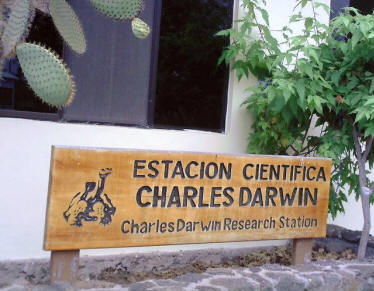 ESTACION CIENTIFICA
CHARLES DARWIN
Charles Darwin Research Station